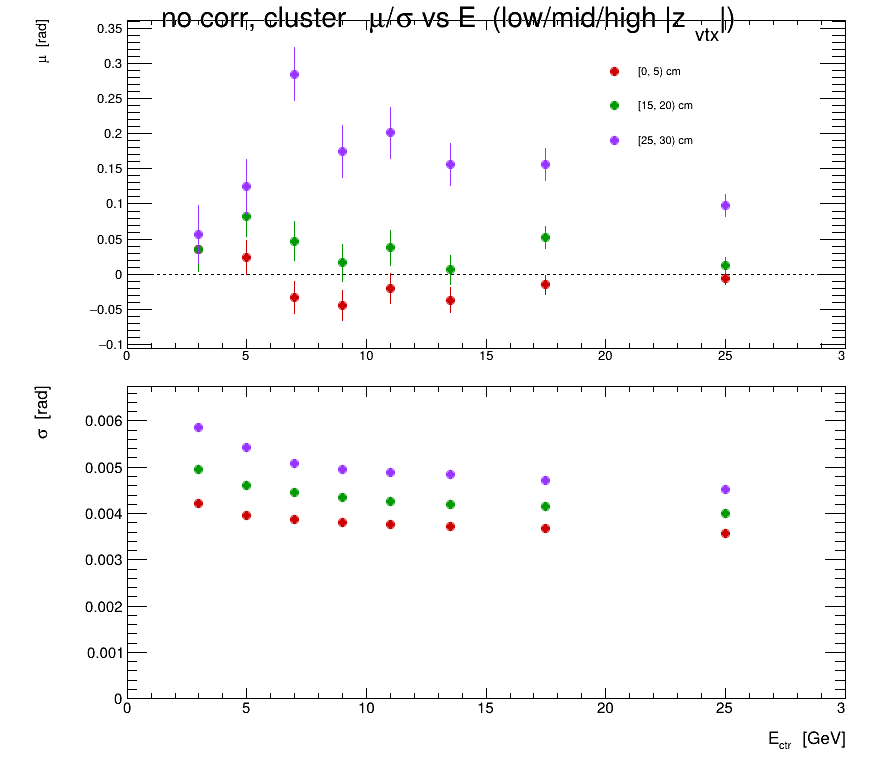 no corr, cluster μ/σ vs E (low/mid/high |z_vtx|)
μ [rad]
0.35
0.3
0.25
0.2
0.15
0.1
0.05
0
−0.05
−0.1
[0, 5) cm
[15, 20) cm
[25, 30) cm
0 5 10 15 20 25 3
σ [rad]
0.006
0.005
0.004
0.003
0.002
0.001
0
0 5 10 15 20 25 3
E_ctr [GeV]